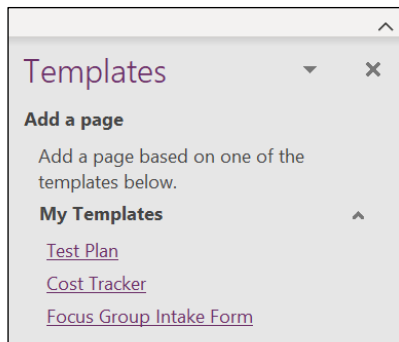 Templates
Add a page
Add a page based on one of the
templates below.
My Templates
Test Plan
Cost Tracker
Focus Group Intake Form